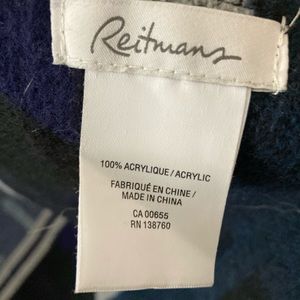 Reitmans
100% ACRYLIQUE / ACRYLIC
FABRIQUÉ EN CHINE /
MADE IN CHINA
CA 00655
RN 138760